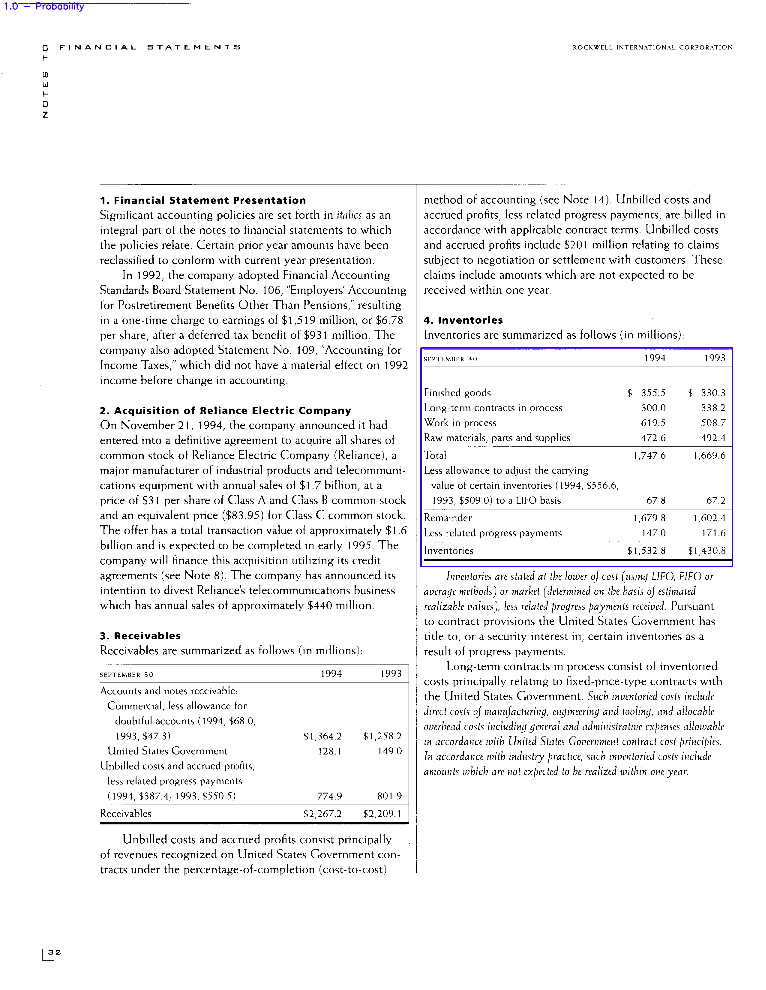 1.0 — Probability
FINANCIAL STATEMENTS
ROCKWELL INTERNATIONAL CORPORATION
NOTES TO
1. Financial Statement Presentation
Significant accounting policies are set forth in italics as an
integral part of the notes to financial statements to which
the policies relate. Certain prior year amounts have been
reclassified to conform with current year presentation.
In 1992, the company adopted Financial Accounting
Standards Board Statement No. 106, "Employers' Accounting
for Postretirement Benefits Other Than Pensions," resulting
in a one-time charge to earnings of $1,519 million, or $6.78
per share, after a deferred tax benefit of $931 million. The
company also adopted Statement No. 109, "Accounting for
Income Taxes," which did not have a material effect on 1992
income before change in accounting.
2. Acquisition of Reliance Electric Company
On November 21, 1994, the company announced it had
entered into a definitive agreement to acquire all shares of
common stock of Reliance Electric Company (Reliance), a
major manufacturer of industrial products and telecommuni-
cations equipment with annual sales of $1.7 billion, at a
price of $31 per share of Class A and Class B common stock
and an equivalent price ($83.95) for Class C common stock.
The offer has a total transaction value of approximately $1.6
billion and is expected to be completed in early 1995. The
company will finance this acquisition utilizing its credit
agreements (see Note 8). The company has announced its
intention to divest Reliance's telecommunications business
which has annual sales of approximately $440 million.
3. Receivables
Receivables are summarized as follows (in millions):
SEPTEMBER 30 1994 1993
Accounts and notes receivable:
Commercial, less allowance for
doubtful accounts (1994, $68.0,
1993, $47.3) $1,364.2 $1,258.2
United States Government 128.1 149.0
Unbilled costs and accrued profits,
less related progress payments
(1994, $387.4; 1993, $550.5) 774.9 801.9
Receivables $2,267.2 $2,209.1
Unbilled costs and accrued profits consist principally
of revenues recognized on United States Government con-
tracts under the percentage-of-completion (cost-to-cost)
method of accounting (see Note 14). Unbilled costs and
accrued profits, less related progress payments, are billed in
accordance with applicable contract terms. Unbilled costs
and accrued profits include $201 million relating to claims
subject to negotiation or settlement with customers. These
claims include amounts which are not expected to be
received within one year.
4. Inventories
Inventories are summarized as follows (in millions):
SEPTEMBER 30 1994 1993
Finished goods $ 355.5 $ 330.3
Long-term contracts in process 300.0 338.2
Work in process 619.5 508.7
Raw materials, parts and supplies 472.6 492.4
Total 1,747.6 1,669.6
Less allowance to adjust the carrying
value of certain inventories (1994, $556.6,
1993, $509.0) to a LIFO basis 67.8 67.2
Remainder 1,679.8 1,602.4
Less related progress payments 147.0 171.6
Inventories $1,532.8 $1,430.8
Inventories are stated at the lower of cost (using LIFO, FIFO or
average methods) or market (determined on the basis of estimated
realizable values), less related progress payments received. Pursuant
to contract provisions the United States Government has
title to, or a security interest in, certain inventories as a
result of progress payments.
Long-term contracts in process consist of inventoried
costs principally relating to fixed-price-type contracts with
the United States Government. Such inventoried costs include
direct costs of manufacturing, engineering and tooling, and allocable
overhead costs including general and administrative expenses allowable
in accordance with United States Government contract cost principles.
In accordance with industry practice, such inventoried costs include
amounts which are not expected to be realized within one year.
32